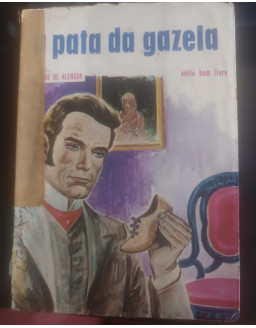 pata da gazela
DE ALENCAR
série bom livro